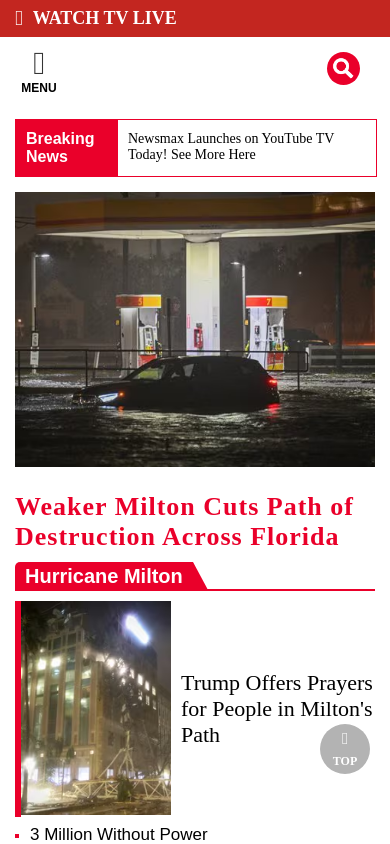 WATCH TV LIVE
MENU
Breaking
News
Newsmax Launches on YouTube TV
Today! See More Here
Weaker Milton Cuts Path of
Destruction Across Florida
Hurricane Milton
Trump Offers Prayers
for People in Milton's
Path
TOP
3 Million Without Power